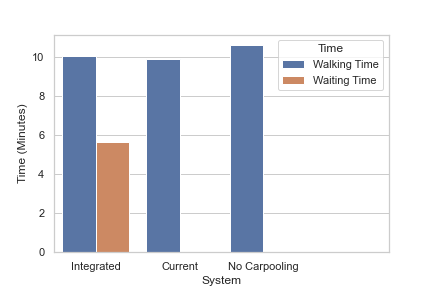 Time
Walking Time
Waiting Time
10
8
6
4
2
0
Time (Minutes)
Integrated Current No Carpooling
System